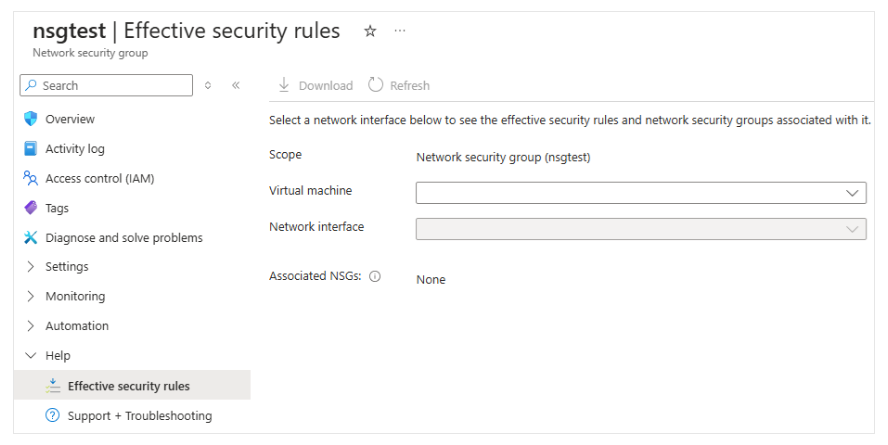 nsgtest | Effective security rules
Network security group
Search
Download Refresh
Overview
Activity log
Access control (IAM)
Tags
Diagnose and solve problems
Settings
Monitoring
Automation
Help
Effective security rules
Support + Troubleshooting
Select a network interface below to see the effective security rules and network security groups associated with it.
Scope Network security group (nsgtest)
Virtual machine
Network interface
Associated NSGs: None